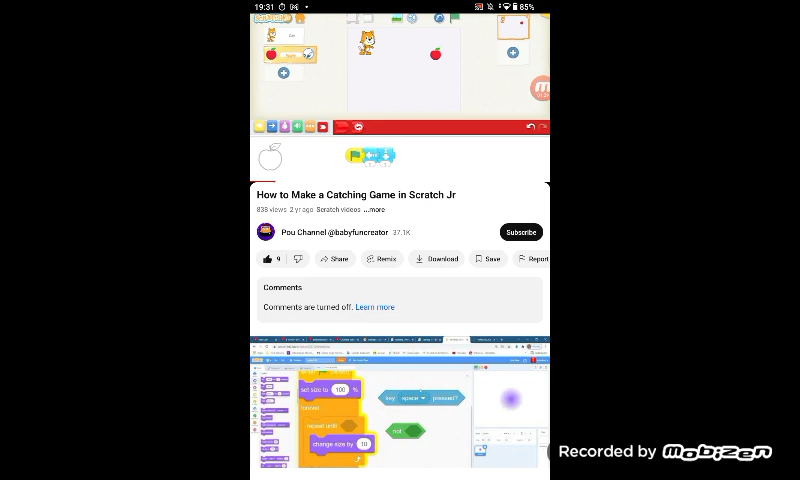 19:31
85%
Cat
How to Make a Catching Game in Scratch Jr
838 views 2 yr ago Scratch videos ...more
Pou Channel @babyfuncreator 37.1K
Subscribe
9
Share
Remix
Download
Save
Report
Comments
Comments are turned off. Learn more
set size to 100 %
key space pressed?
forever
repeat until
not
change size by 10
Recorded by MOBIZEN